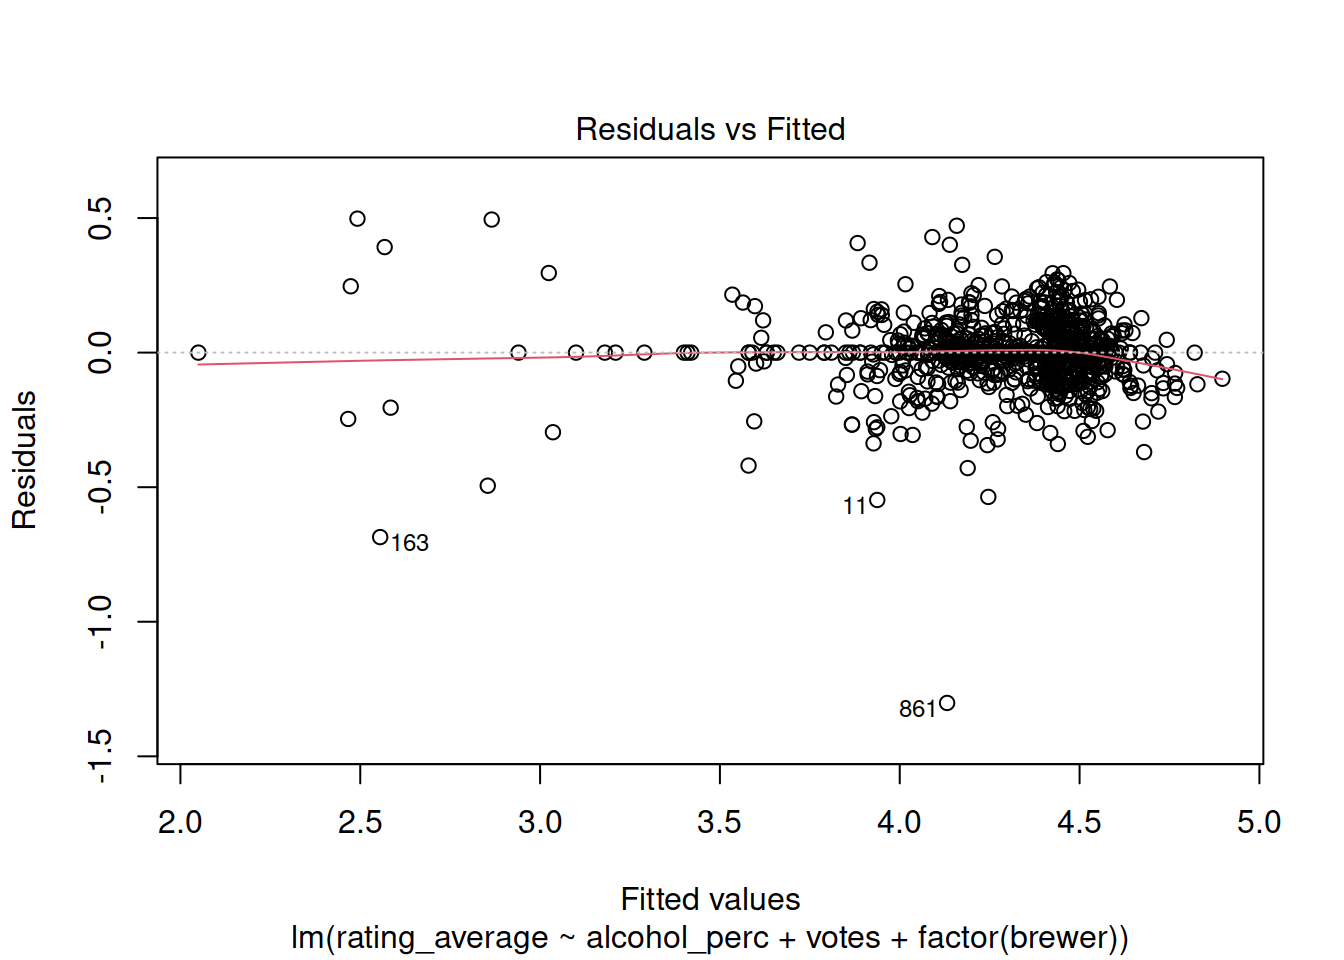 Residuals vs Fitted
Residuals
0.5
0.0
-0.5
-1.0
-1.5
163
11
861
2.0 2.5 3.0 3.5 4.0 4.5 5.0
Fitted values
lm(rating_average ~ alcohol_perc + votes + factor(brewer))